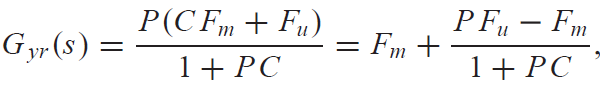 G_{yr}(s) = \frac{P(CF_m + F_u)}{1 + PC} = F_m + \frac{PF_u - F_m}{1 + PC},